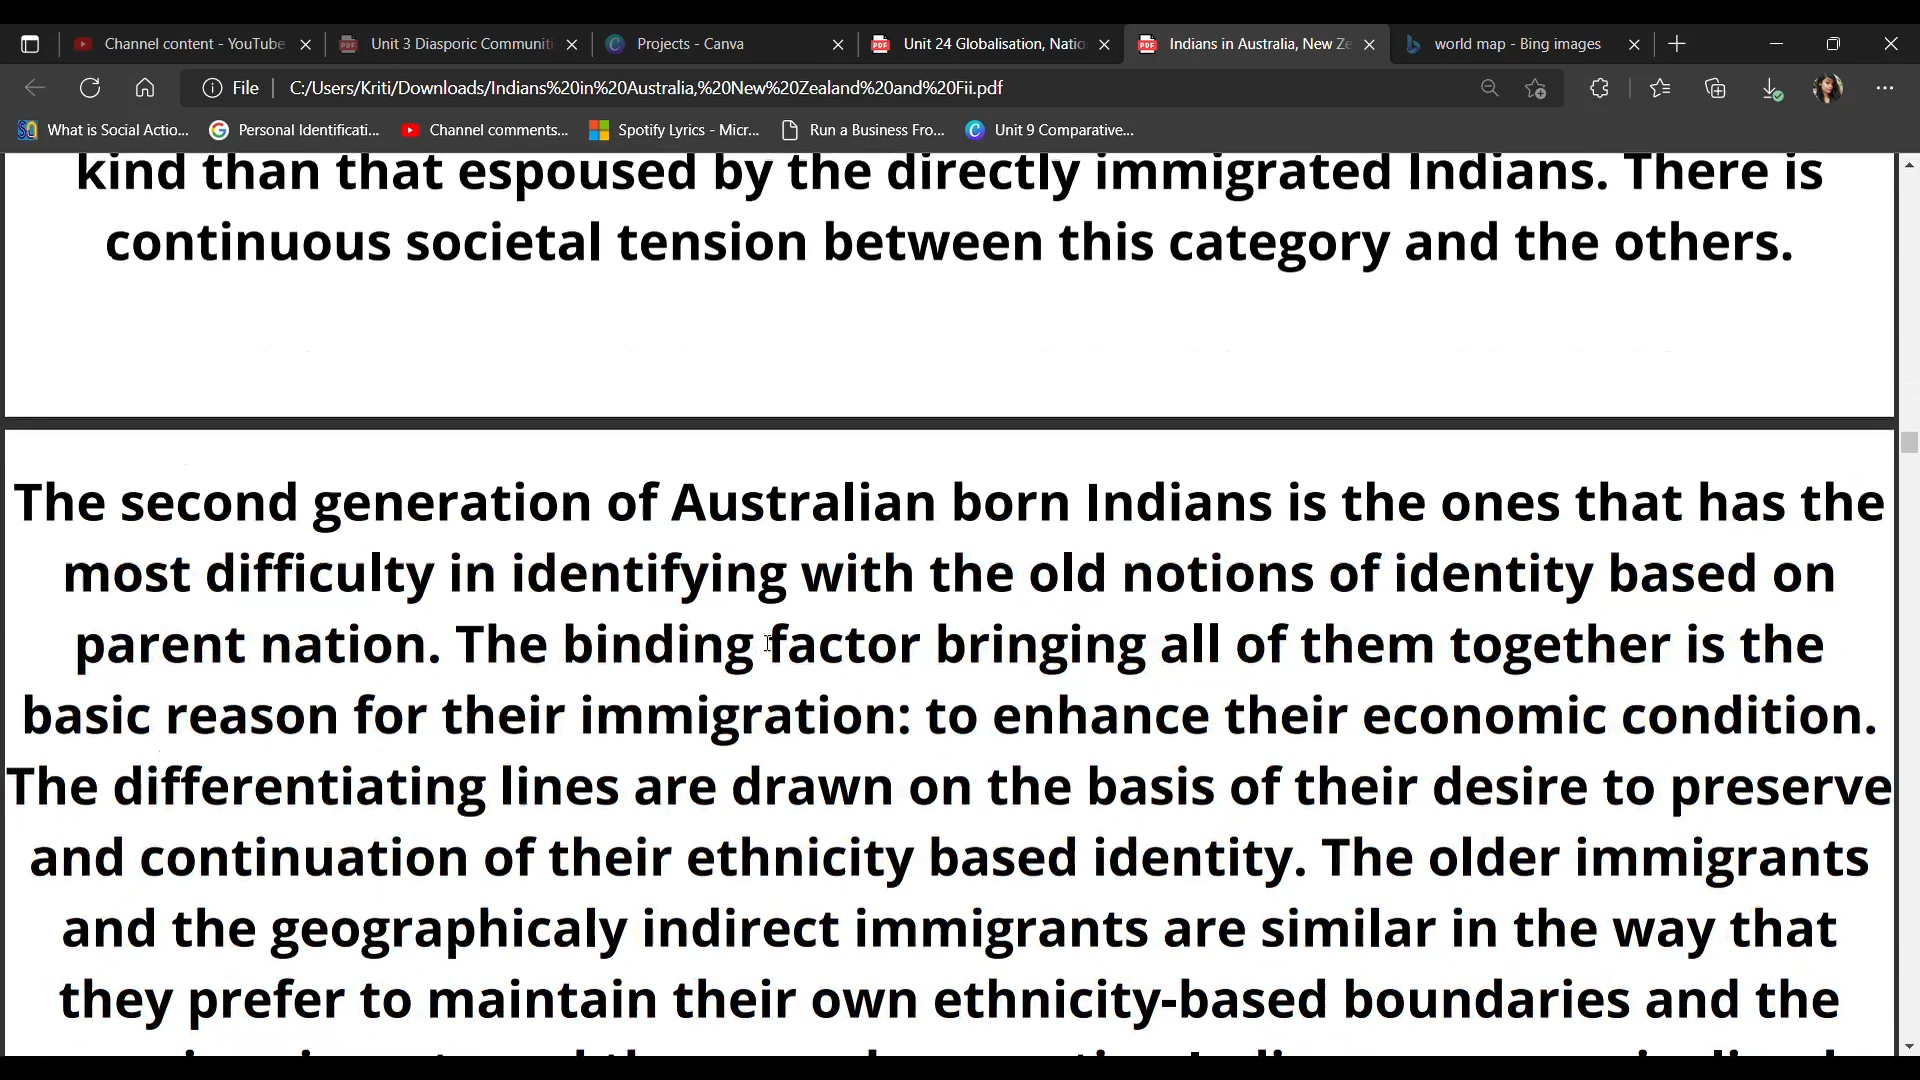 Channel content - YouTube
Unit 3 Diasporic Communiti
Projects - Canva
Unit 24 Globalisation, Natio
Indians in Australia, New Ze
world map - Bing images
File
C:/Users/Kriti/Downloads/Indians%20in%20Australia,%20New%20Zealand%20and%20Fii.pdf
What is Social Actio...
Personal Identificati...
Channel comments...
Spotify Lyrics - Micr...
Run a Business Fro...
Unit 9 Comparative...
kind than that espoused by the directly immigrated Indians. There is
continuous societal tension between this category and the others.
The second generation of Australian born Indians is the ones that has the
most difficulty in identifying with the old notions of identity based on
parent nation. The binding factor bringing all of them together is the
basic reason for their immigration: to enhance their economic condition.
The differentiating lines are drawn on the basis of their desire to preserve
and continuation of their ethnicity based identity. The older immigrants
and the geographicaly indirect immigrants are similar in the way that
they prefer to maintain their own ethnicity-based boundaries and the